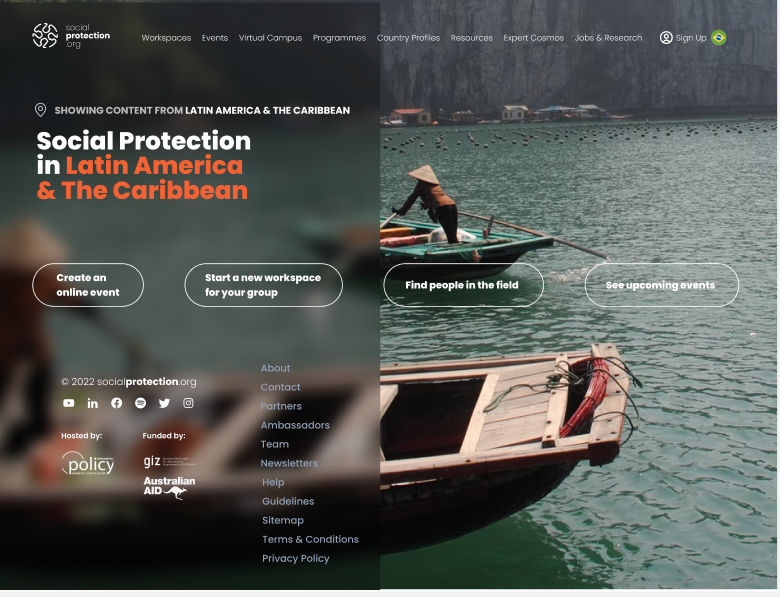 social
protection
.org
Workspaces Events Virtual Campus Programmes Country Profiles Resources Expert Cosmos Jobs & Research Sign Up
SHOWING CONTENT FROM LATIN AMERICA & THE CARIBBEAN
Social Protection
in Latin America
& The Caribbean
Create an
online event
Start a new workspace
for your group
Find people in the field
See upcoming events
© 2022 socialprotection.org
Hosted by:
Funded by:
policy
giz
Australian
AID
About
Contact
Partners
Ambassadors
Team
Newsletters
Help
Guidelines
Sitemap
Terms & Conditions
Privacy Policy